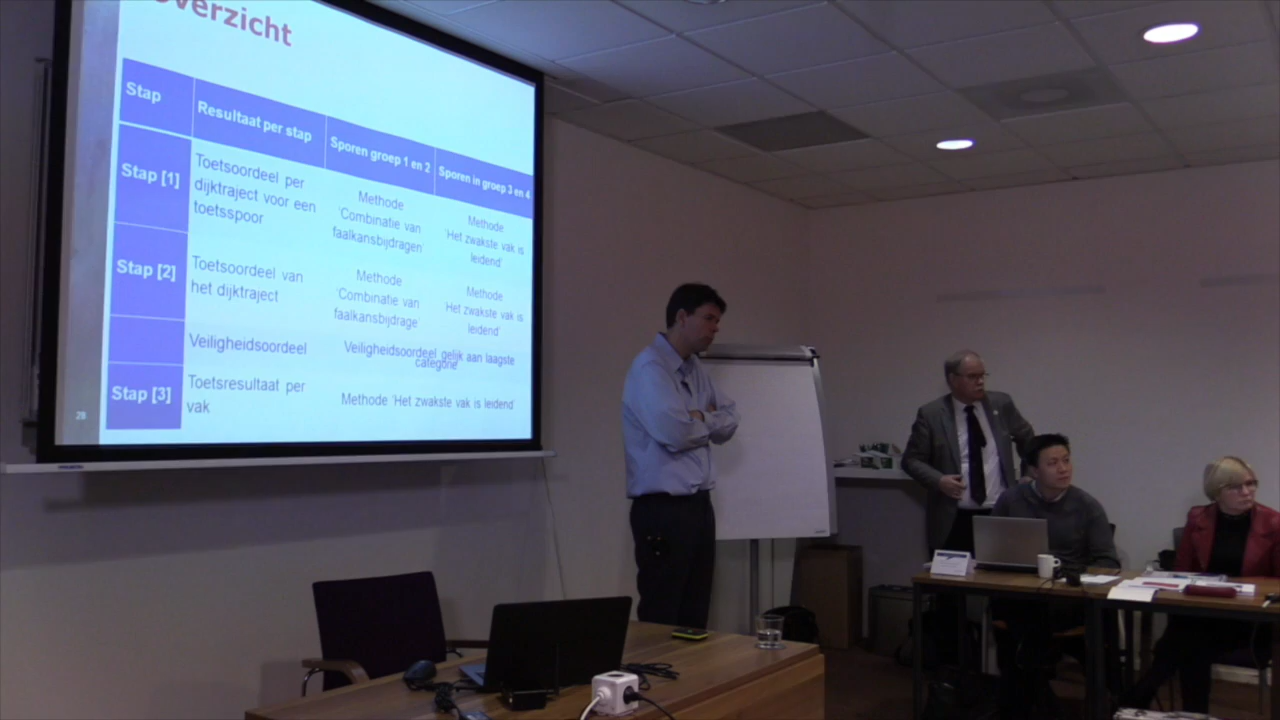 overzicht
Stap
Resultaat per stap
Sporen groep 1 en 2
Sporen in groep 3 en 4
Stap [1]
Toetsoordeel per
dijktraject voor een
toetsspoor
Methode
'Combinatie van
faalkansbijdragen'
Methode
'Het zwakste vak is
leidend'
Stap [2]
Toetsoordeel van
het dijktraject
Methode
'Combinatie van
faalkansbijdrage'
Methode
'Het zwakste vak is
leidend'
Veiligheidsoordeel
Veiligheidsoordeel gelijk aan laagste
categorie
Stap [3]
Toetsresultaat per
vak
Methode 'Het zwakste vak is leidend'
28